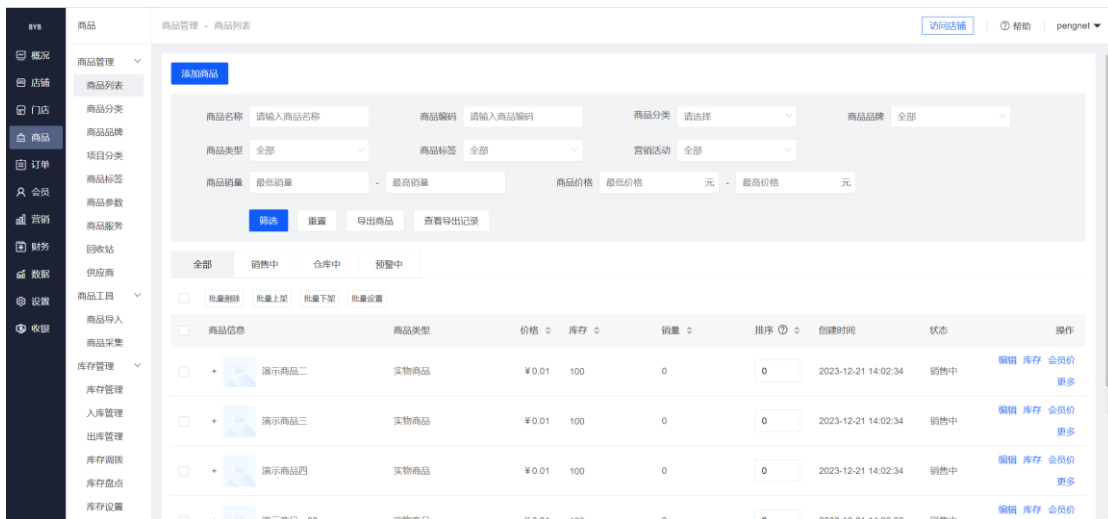 BYB
概况
店铺
门店
商品
订单
会员
营销
财务
数据
设置
收银
商品
商品管理
商品列表
商品分类
商品品牌
项目分类
商品标签
商品参数
商品服务
回收站
供应商
商品工具
商品导入
商品采集
库存管理
库存管理
入库管理
出库管理
库存调拨
库存盘点
库存设置
商品管理 - 商品列表
访问店铺 帮助 pengnet
添加商品
商品名称 请输入商品名称 商品编码 请输入商品编码 商品分类 请选择 商品品牌 全部
商品类型 全部 商品标签 全部 营销活动 全部
商品销量 最低销量 - 最高销量 商品价格 最低价格 元 - 最高价格 元
筛选 重置 导出商品 查看导出记录
全部 销售中 仓库中 预警中
批量删除 批量上架 批量下架 批量设置
商品信息 商品类型 价格 库存 销量 排序 创建时间 状态 操作
+ 演示商品二 实物商品 ¥0.01 100 0 0 2023-12-21 14:02:34 销售中 编辑 库存 会员价
更多
+ 演示商品三 实物商品 ¥0.01 100 0 0 2023-12-21 14:02:34 销售中 编辑 库存 会员价
更多
+ 演示商品四 实物商品 ¥0.01 100 0 0 2023-12-21 14:02:34 销售中 编辑 库存 会员价
更多
编辑 库存 会员价